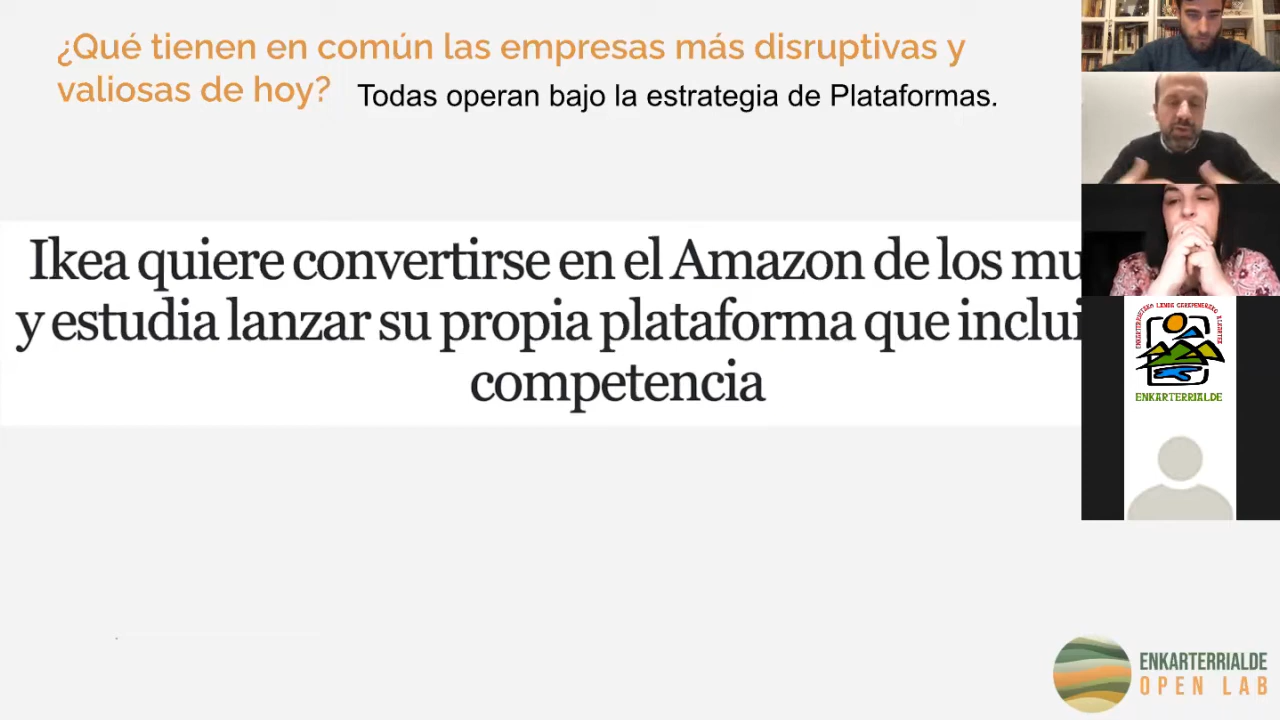 ¿Qué tienen en común las empresas más disruptivas y
valiosas de hoy? Todas operan bajo la estrategia de Plataformas.
Ikea quiere convertirse en el Amazon de los mu
y estudia lanzar su propia plataforma que inclui
competencia
ENKARTERRIALDE
ENKARTERRIALDE
OPEN LAB